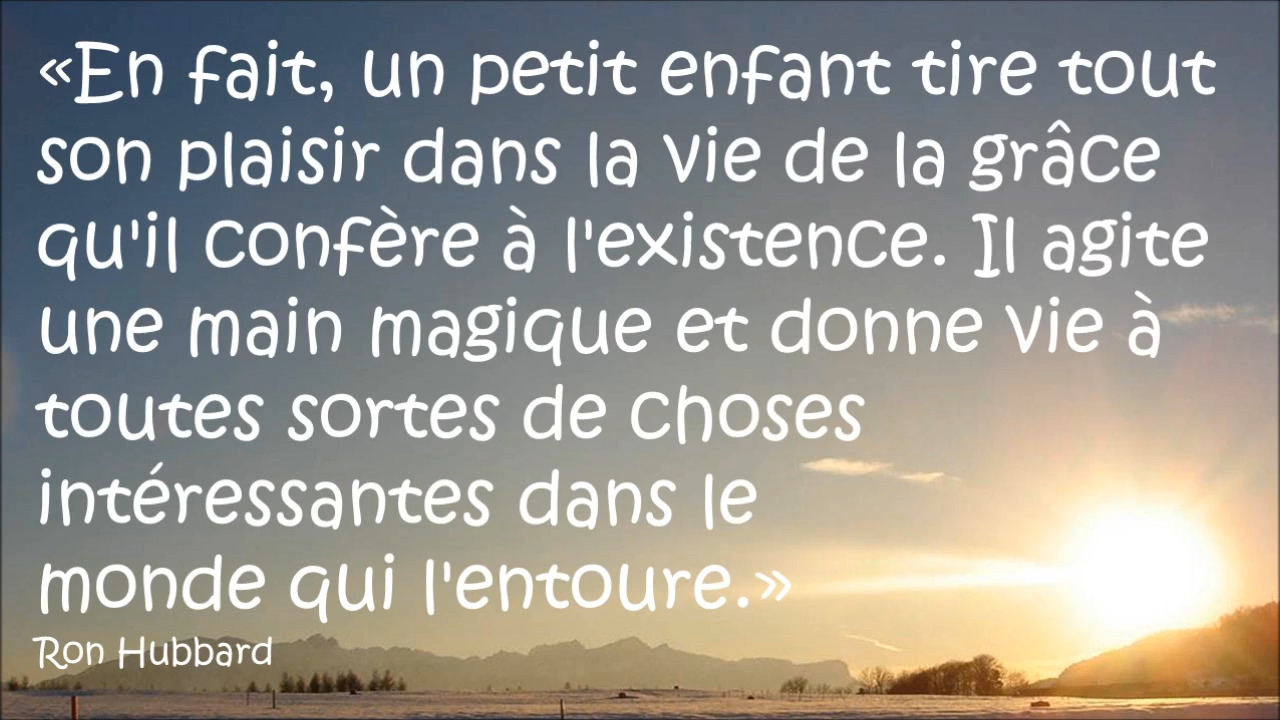 «En fait, un petit enfant tire tout
son plaisir dans la vie de la grâce
qu'il confère à l'existence. Il agite
une main magique et donne vie à
toutes sortes de choses
intéressantes dans le
monde qui l'entoure.»
Ron Hubbard